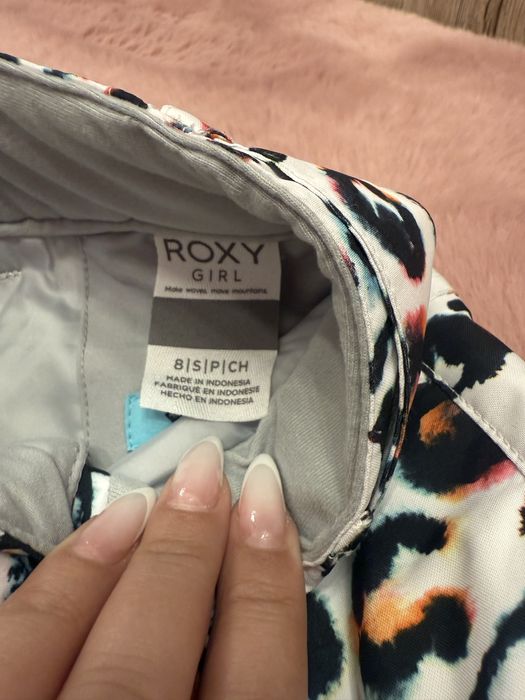 ROXY
GIRL
Make waves, move mountains.
8|S|P|CH
MADE IN INDONESIA
FABRIQUÉ EN INDONESIE
HECHO EN INDONESIA